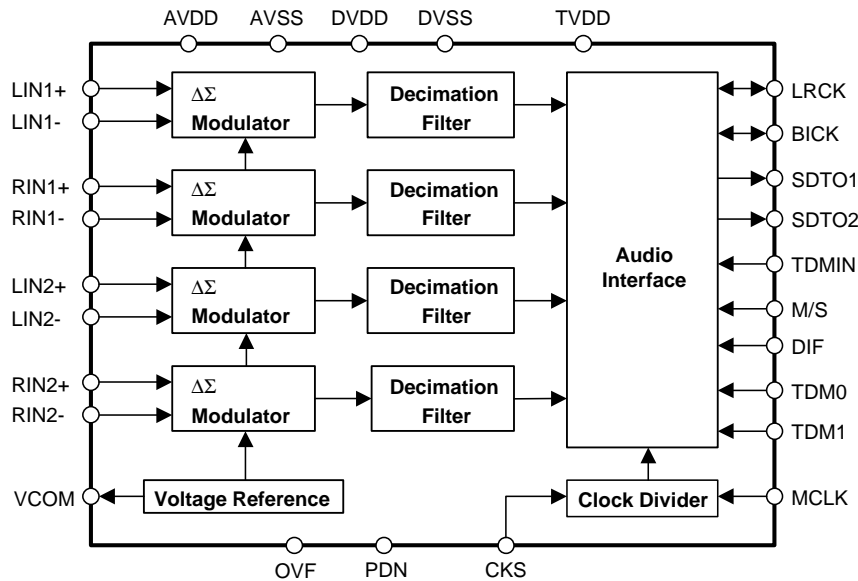 AVDD AVSS DVDD DVSS TVDD
LIN1+
LIN1-
ΔΣ
Modulator
Decimation
Filter
LRCK
BICK
RIN1+
RIN1-
ΔΣ
Modulator
Decimation
Filter
SDTO1
SDTO2
Audio
Interface
TDMIN
LIN2+
LIN2-
ΔΣ
Modulator
Decimation
Filter
M/S
DIF
RIN2+
RIN2-
ΔΣ
Modulator
Decimation
Filter
TDM0
TDM1
VCOM
Voltage Reference
Clock Divider
MCLK
OVF PDN CKS